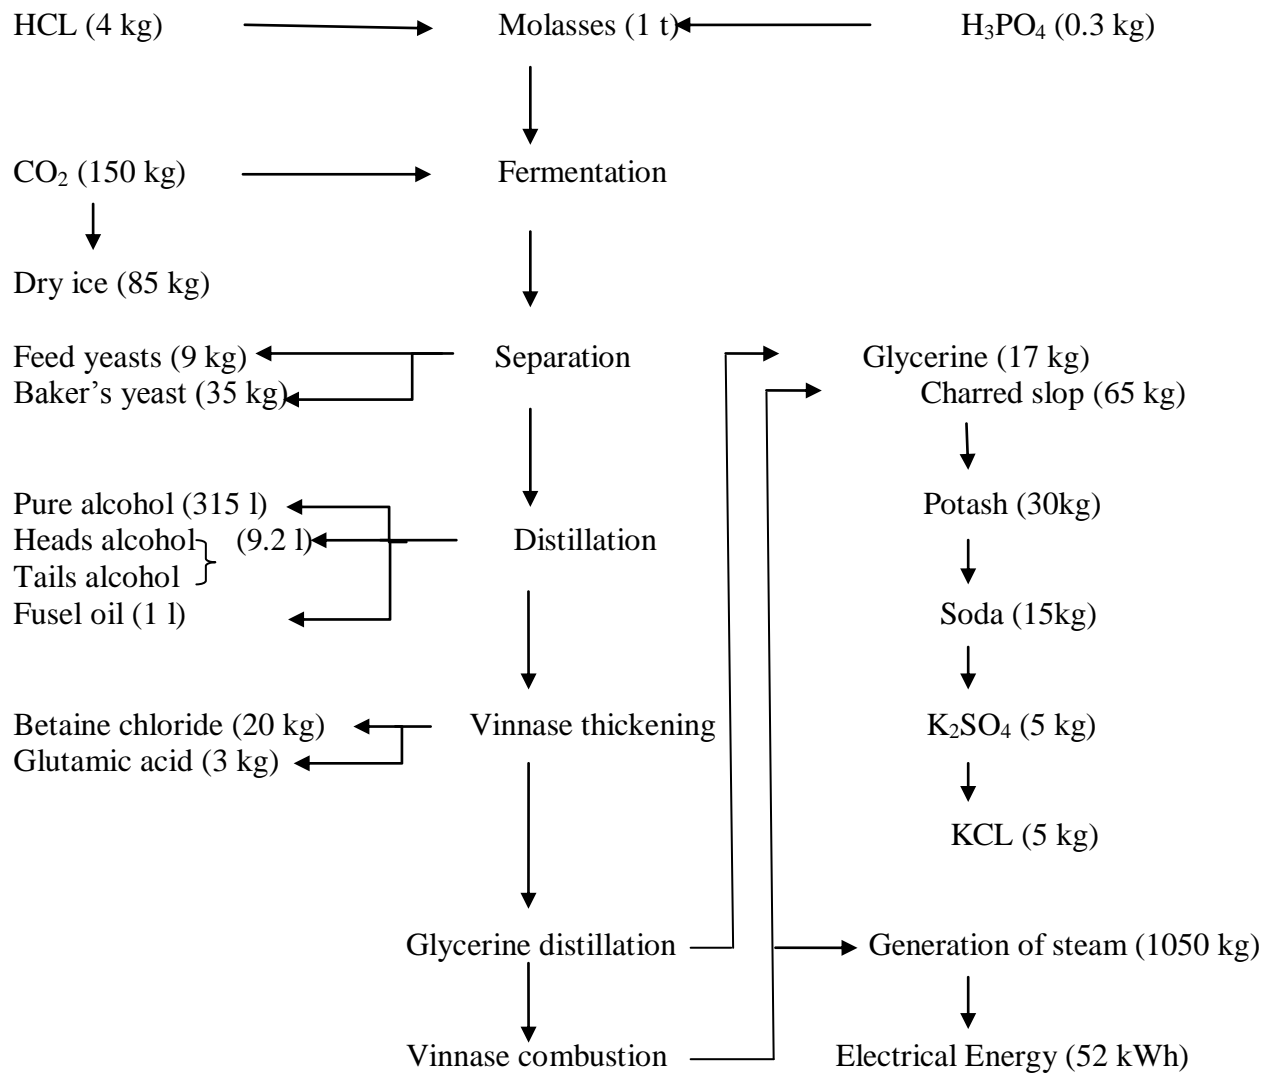 HCL (4 kg) Molasses (1 t) H₃PO₄ (0.3 kg)
CO₂ (150 kg) Fermentation
Dry ice (85 kg)
Feed yeasts (9 kg) Separation Glycerine (17 kg)
Baker’s yeast (35 kg) Charred slop (65 kg)
Pure alcohol (315 l) Potash (30kg)
Heads alcohol (9.2 l) Distillation
Tails alcohol
Fusel oil (1 l) Soda (15kg)
Betaine chloride (20 kg) Vinnase thickening K₂SO₄ (5 kg)
Glutamic acid (3 kg)
KCL (5 kg)
Glycerine distillation Generation of steam (1050 kg)
Vinnase combustion Electrical Energy (52 kWh)